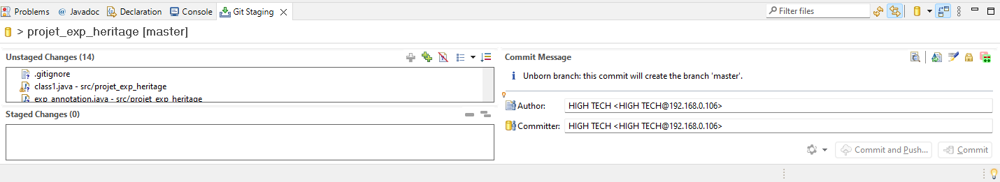 Problems @ Javadoc Declaration Console Git Staging Filter files
> projet_exp_heritage [master]
Unstaged Changes (14)
.gitignore
class1.java - src/projet_exp_heritage
exp_annotation.java - src/projet_exp_heritage
Staged Changes (0)
Commit Message
Unborn branch: this commit will create the branch 'master'.
Author: HIGH TECH <HIGH TECH@192.168.0.106>
Committer: HIGH TECH <HIGH TECH@192.168.0.106>
Commit and Push... Commit